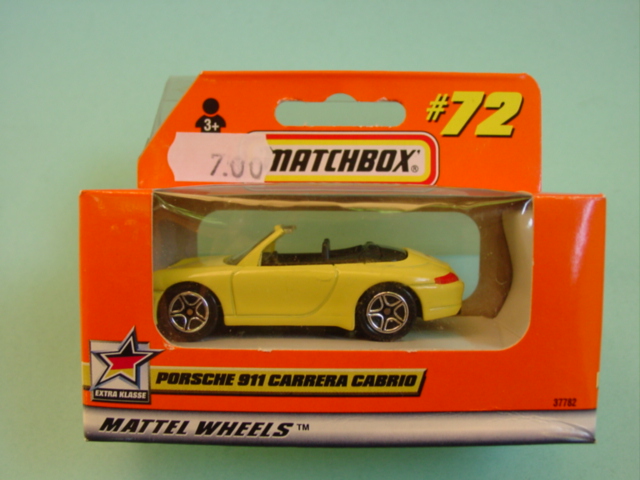 #72
3+
7.00
MATCHBOX®
EXTRA KLASSE
PORSCHE 911 CARRERA CABRIO
37782
MATTEL WHEELS™